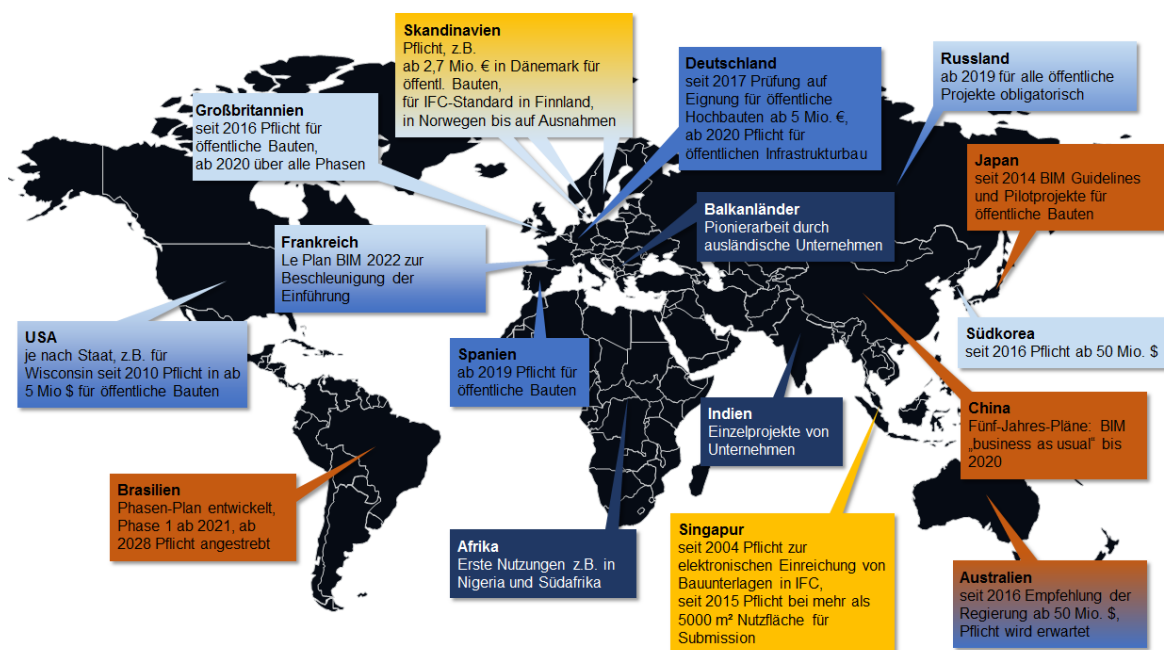 Skandinavien
Pflicht, z.B.
ab 2,7 Mio. € in Dänemark für
öffentl. Bauten,
für IFC-Standard in Finnland,
in Norwegen bis auf Ausnahmen
Deutschland
seit 2017 Prüfung auf
Eignung für öffentliche
Hochbauten ab 5 Mio. €,
ab 2020 Pflicht für
öffentlichen Infrastrukturbau
Russland
ab 2019 für alle öffentliche
Projekte obligatorisch
Großbritannien
seit 2016 Pflicht für
öffentliche Bauten,
ab 2020 über alle Phasen
Japan
seit 2014 BIM Guidelines
und Pilotprojekte für
öffentliche Bauten
Balkanländer
Pionierarbeit durch
ausländische Unternehmen
Frankreich
Le Plan BIM 2022 zur
Beschleunigung der
Einführung
USA
je nach Staat, z.B. für
Wisconsin seit 2010 Pflicht in ab
5 Mio $ für öffentliche Bauten
Spanien
ab 2019 Pflicht für
öffentliche Bauten
Südkorea
seit 2016 Pflicht ab 50 Mio. $
Indien
Einzelprojekte von
Unternehmen
China
Fünf-Jahres-Pläne: BIM
„business as usual“ bis
2020
Brasilien
Phasen-Plan entwickelt,
Phase 1 ab 2021, ab
2028 Pflicht angestrebt
Afrika
Erste Nutzungen z.B. in
Nigeria und Südafrika
Singapur
seit 2004 Pflicht zur
elektronischen Einreichung von
Bauunterlagen in IFC,
seit 2015 Pflicht bei mehr als
5000 m² Nutzfläche für
Submission
Australien
seit 2016 Empfehlung der
Regierung ab 50 Mio. $,
Pflicht wird erwartet